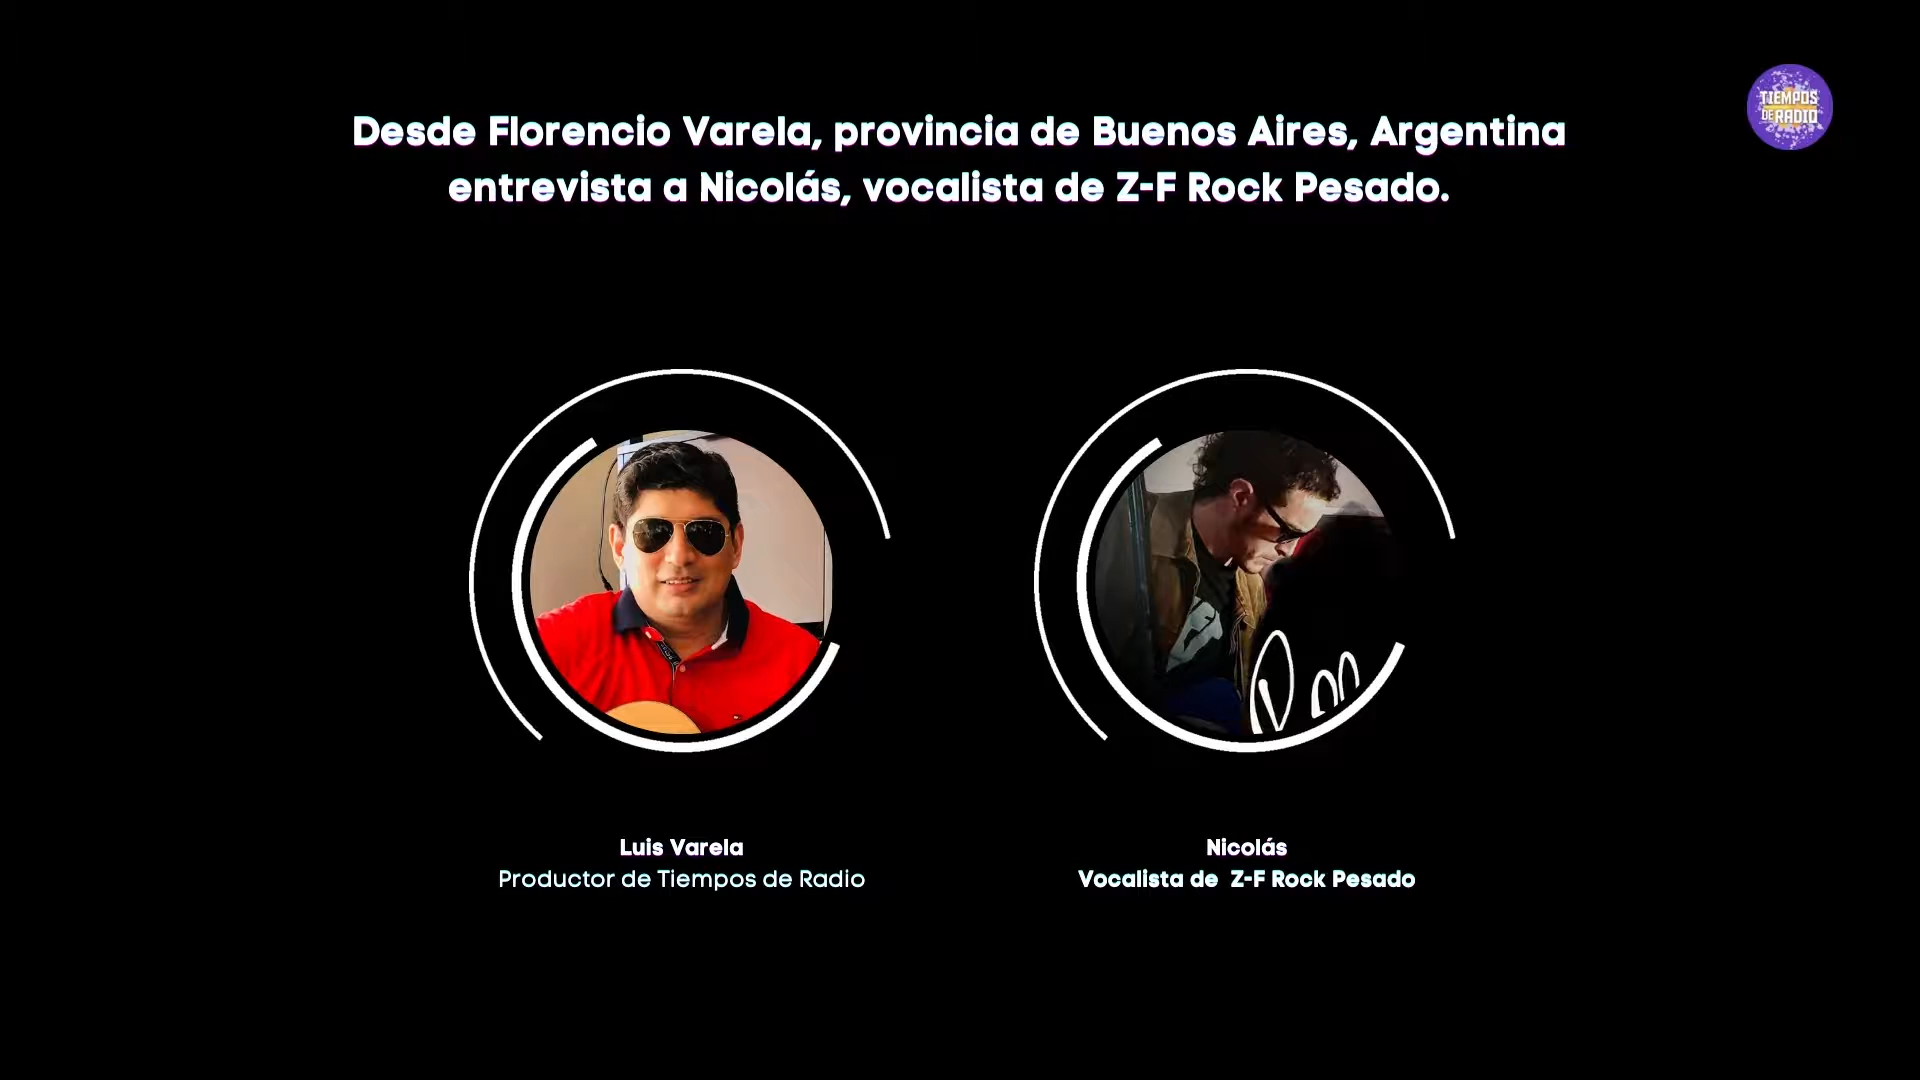 Desde Florencio Varela, provincia de Buenos Aires, Argentina
entrevista a Nicolás, vocalista de Z-F Rock Pesado.
TIEMPOS
DE RADIO
Luis Varela
Productor de Tiempos de Radio
Nicolás
Vocalista de  Z-F Rock Pesado